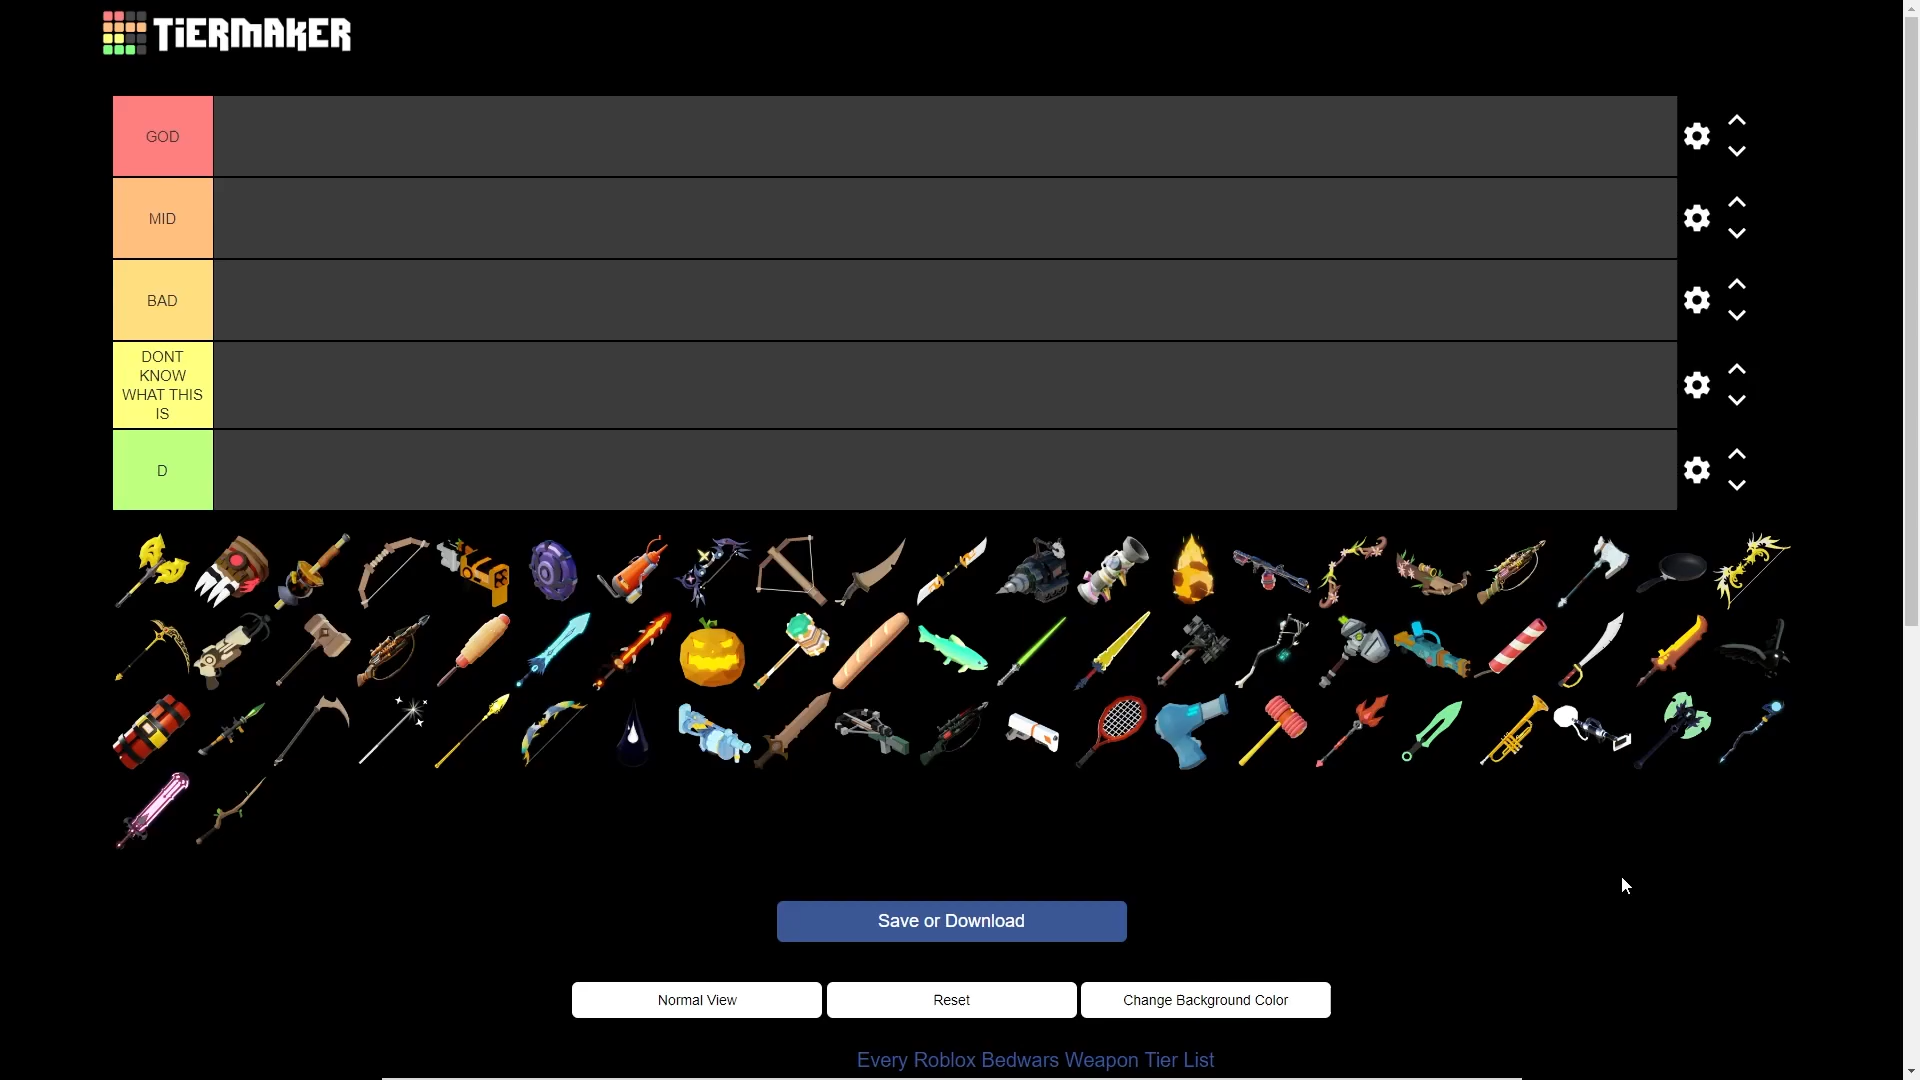 TiERMAKER
GOD
MID
BAD
DONT
KNOW
WHAT THIS
IS
D
Save or Download
Normal View
Reset
Change Background Color
Every Roblox Bedwars Weapon Tier List